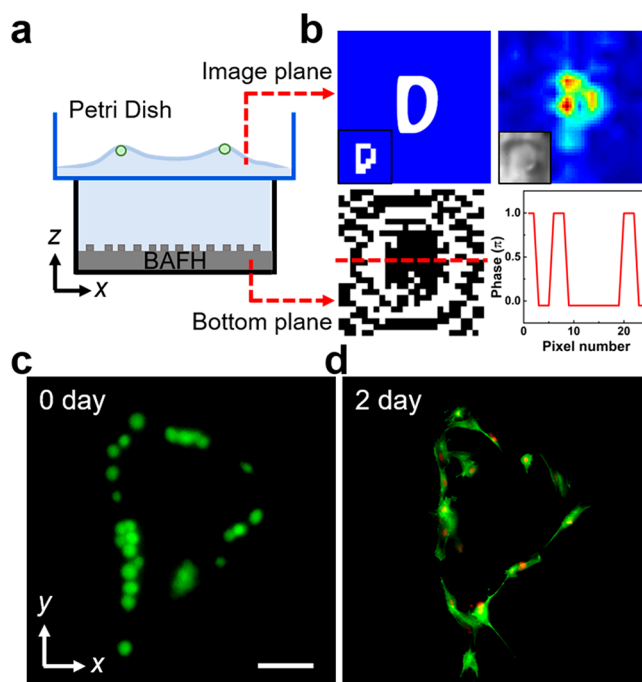 a
b
Image plane
Petri Dish
BAFH
z
x
Bottom plane
D
Phase (π)
1.0
0.5
0.0
0
10
20
Pixel number
c
0 day
y
x
d
2 day